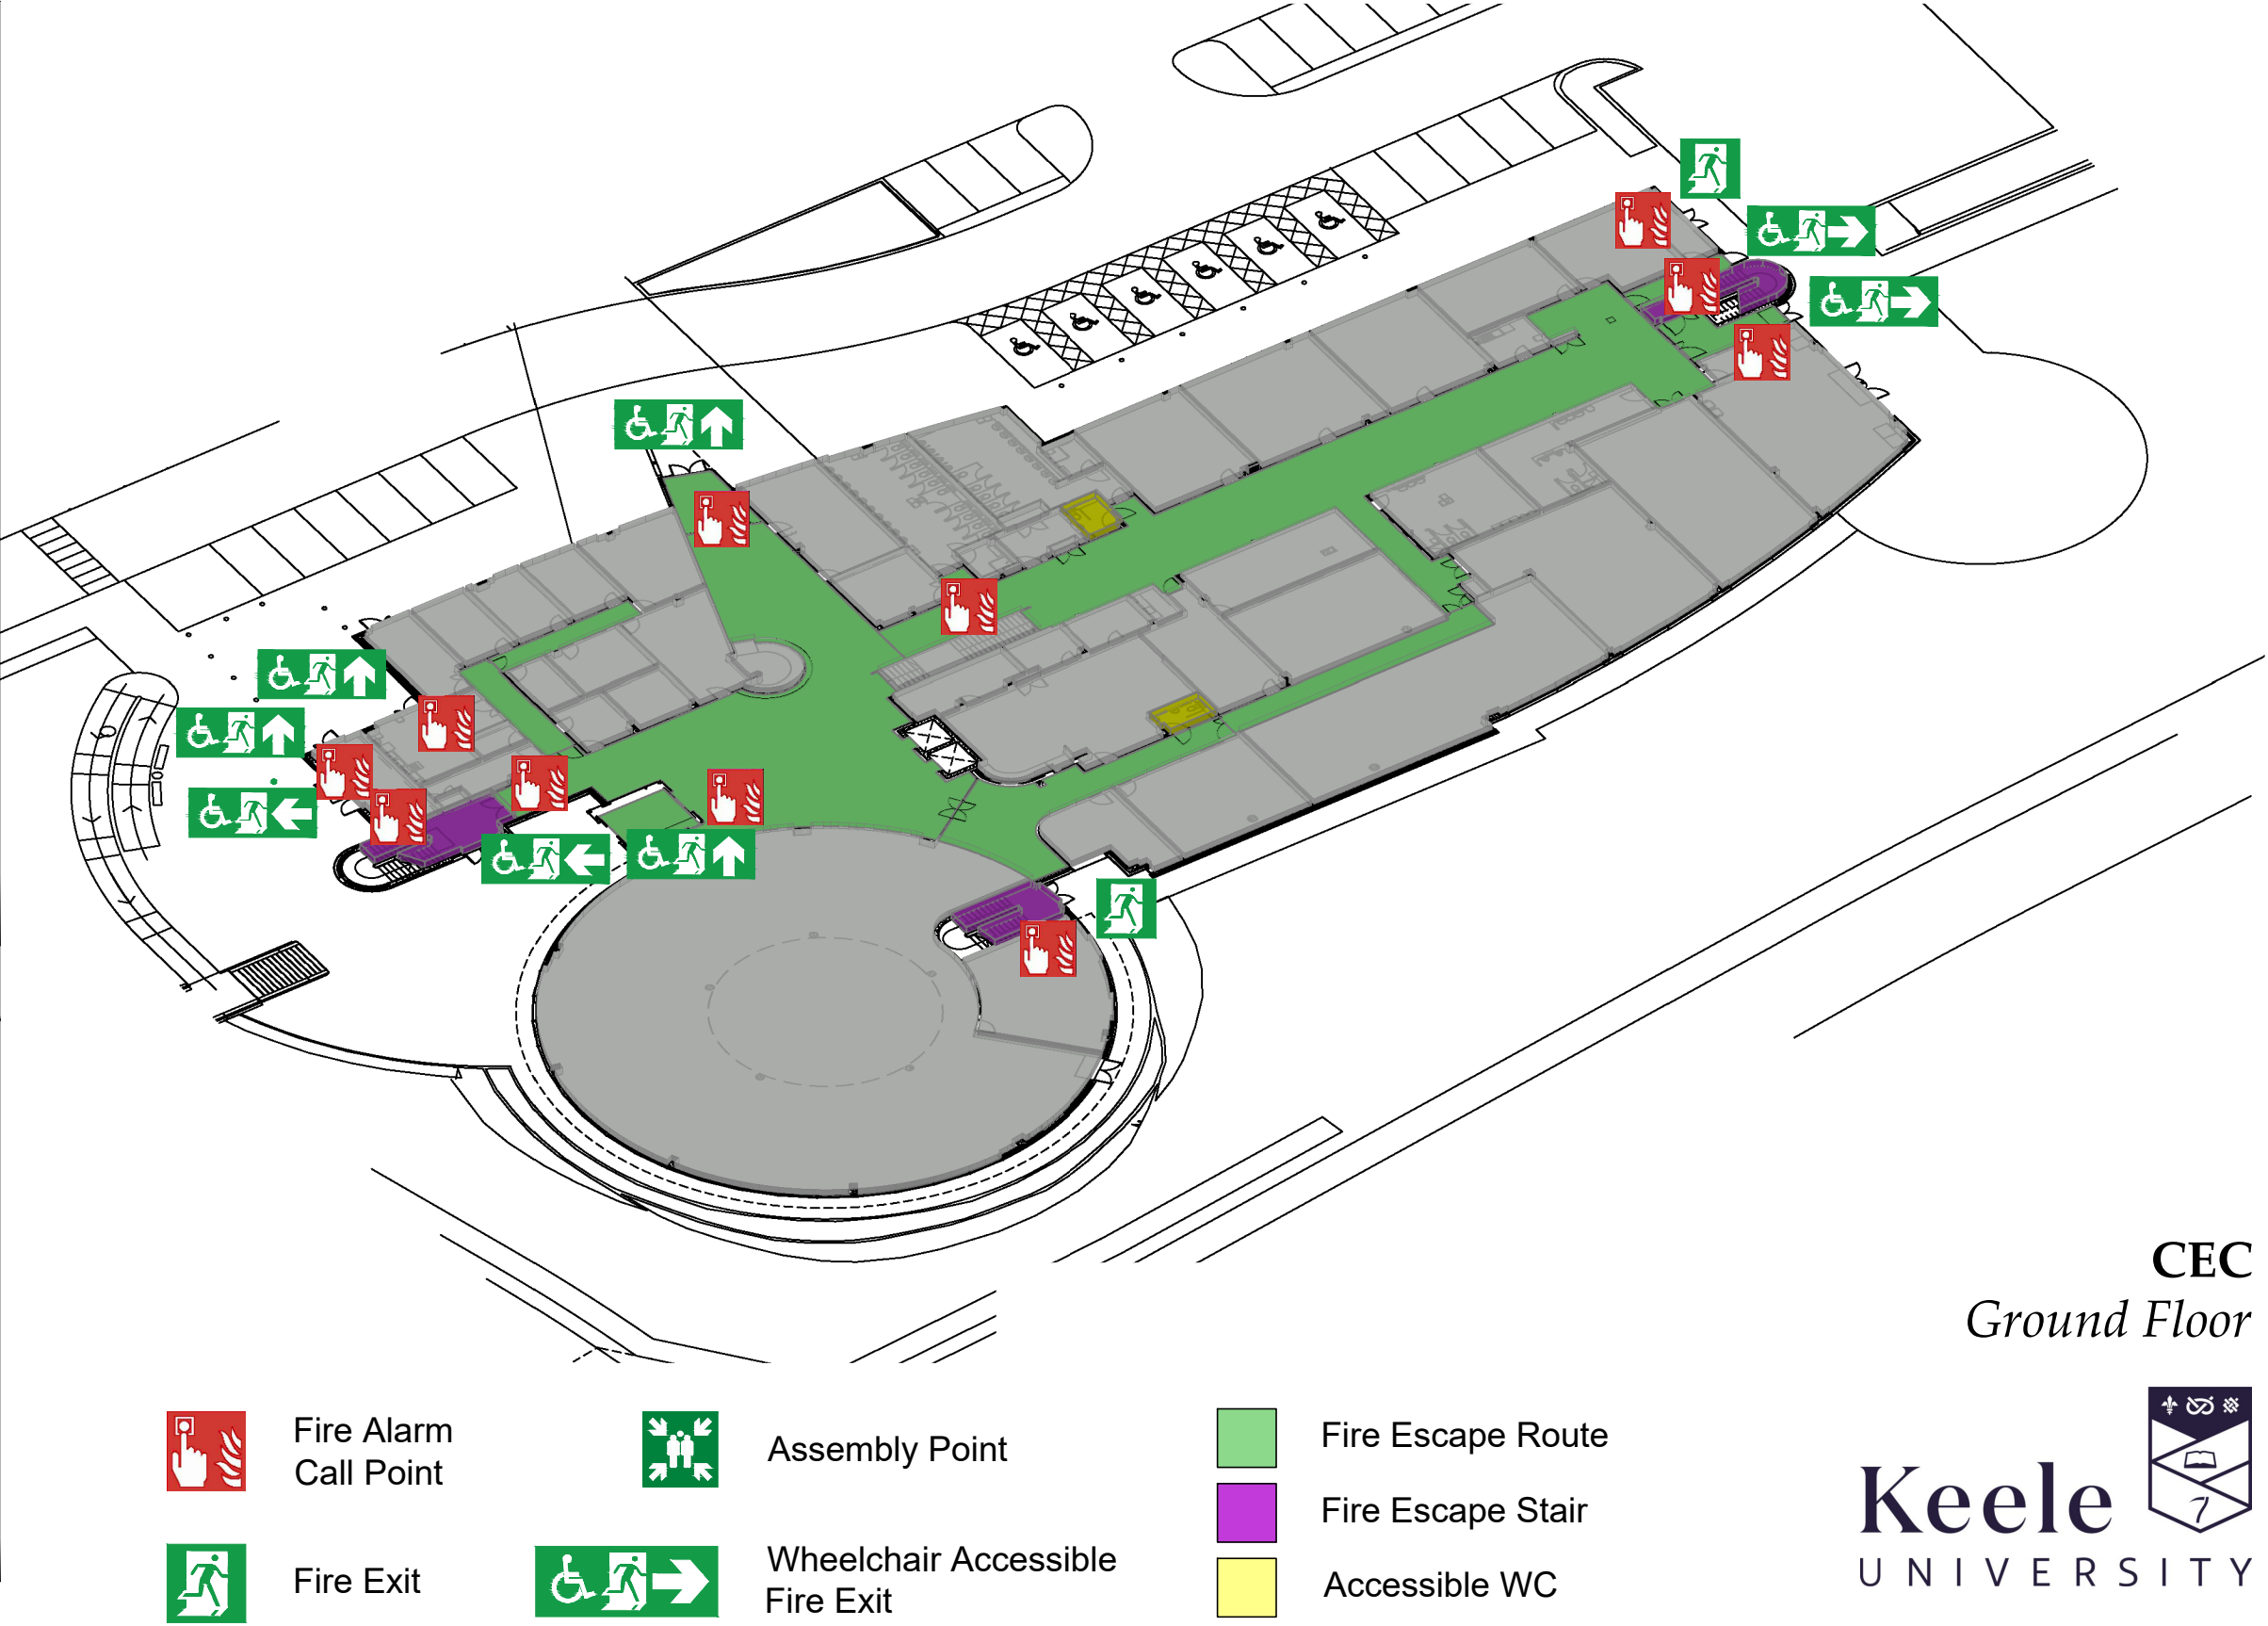 CEC
Ground Floor
Fire Alarm
Call Point
Assembly Point
Fire Escape Route
Fire Escape Stair
Fire Exit
Wheelchair Accessible
Fire Exit
Accessible WC
Keele
UNIVERSITY